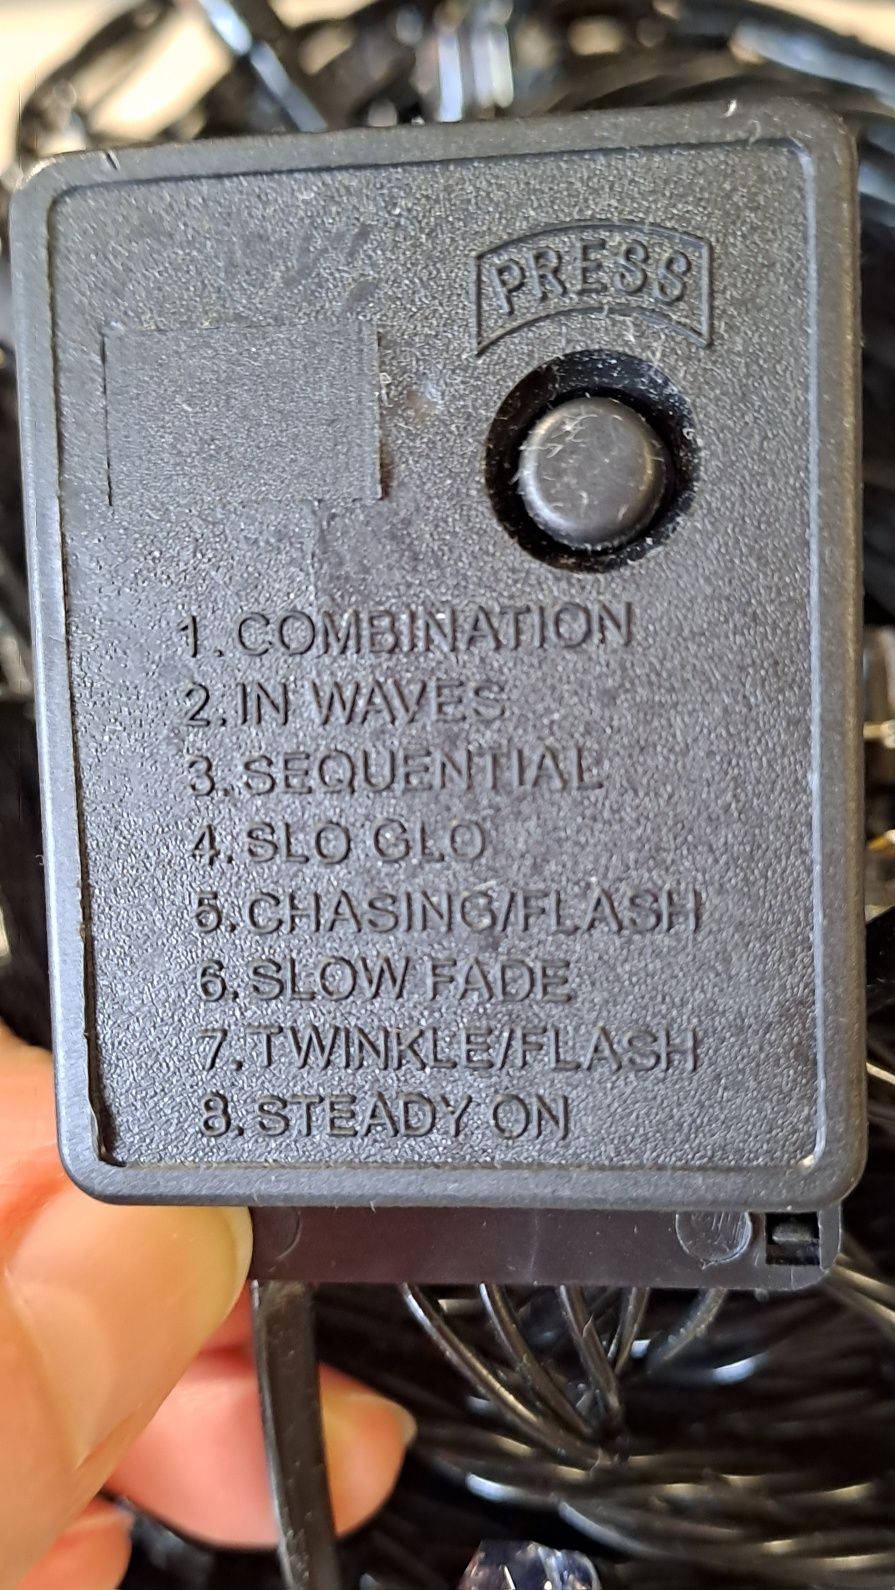 PRESS
1. COMBINATION
2. IN WAVES
3. SEQUENTIAL
4. SLO GLO
5. CHASING/FLASH
6. SLOW FADE
7. TWINKLE/FLASH
8. STEADY ON